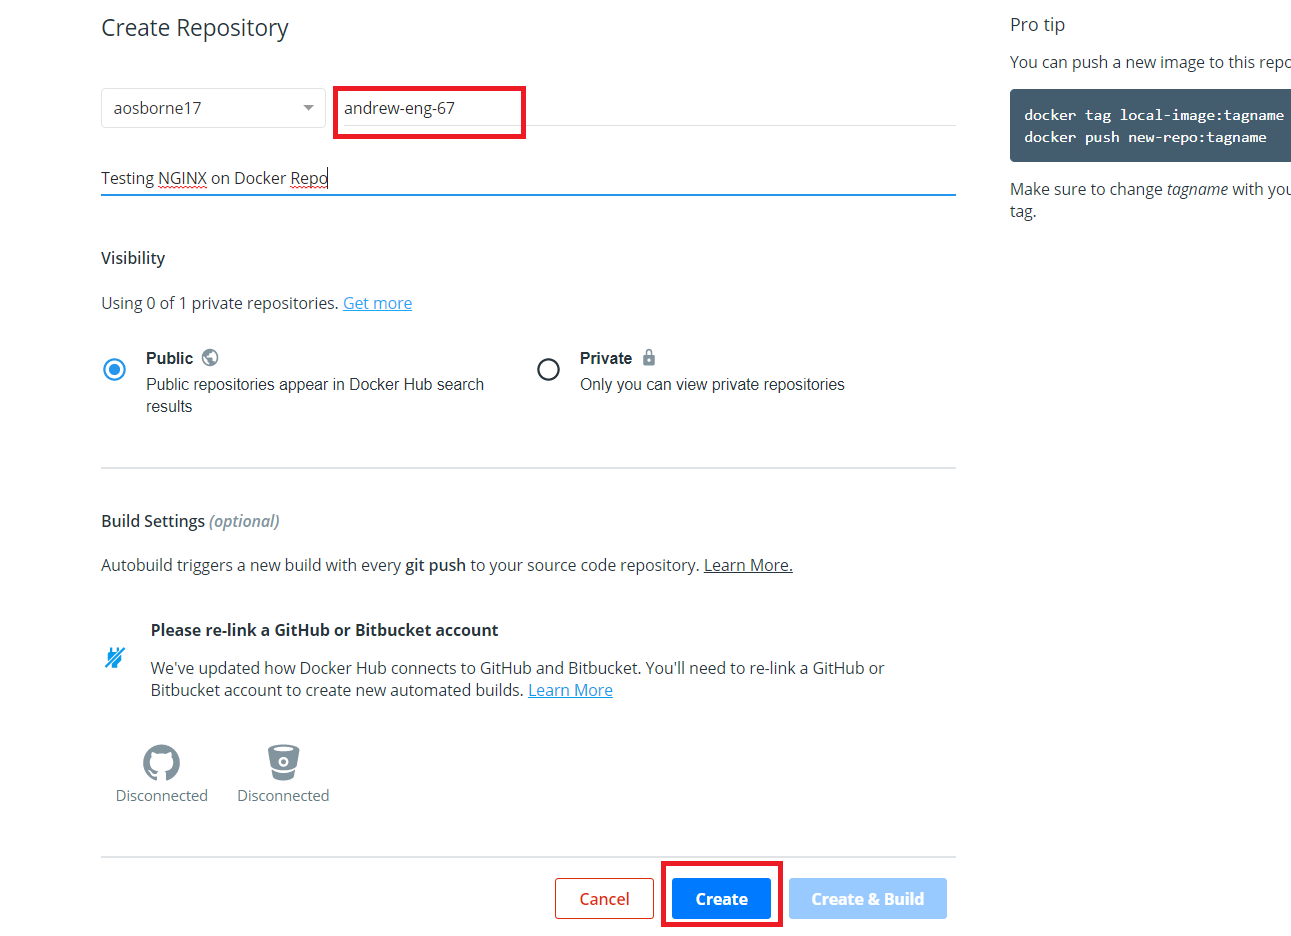 Create Repository
aosborne17
andrew-eng-67
Testing NGINX on Docker Repo
Visibility
Using 0 of 1 private repositories. Get more
Public
Public repositories appear in Docker Hub search
results
Private
Only you can view private repositories
Build Settings (optional)
Autobuild triggers a new build with every git push to your source code repository. Learn More.
Please re-link a GitHub or Bitbucket account
We've updated how Docker Hub connects to GitHub and Bitbucket. You'll need to re-link a GitHub or
Bitbucket account to create new automated builds. Learn More
Disconnected
Disconnected
Cancel
Create
Create & Build
Pro tip
You can push a new image to this repo
docker tag local-image:tagname
docker push new-repo:tagname
Make sure to change tagname with you
tag.